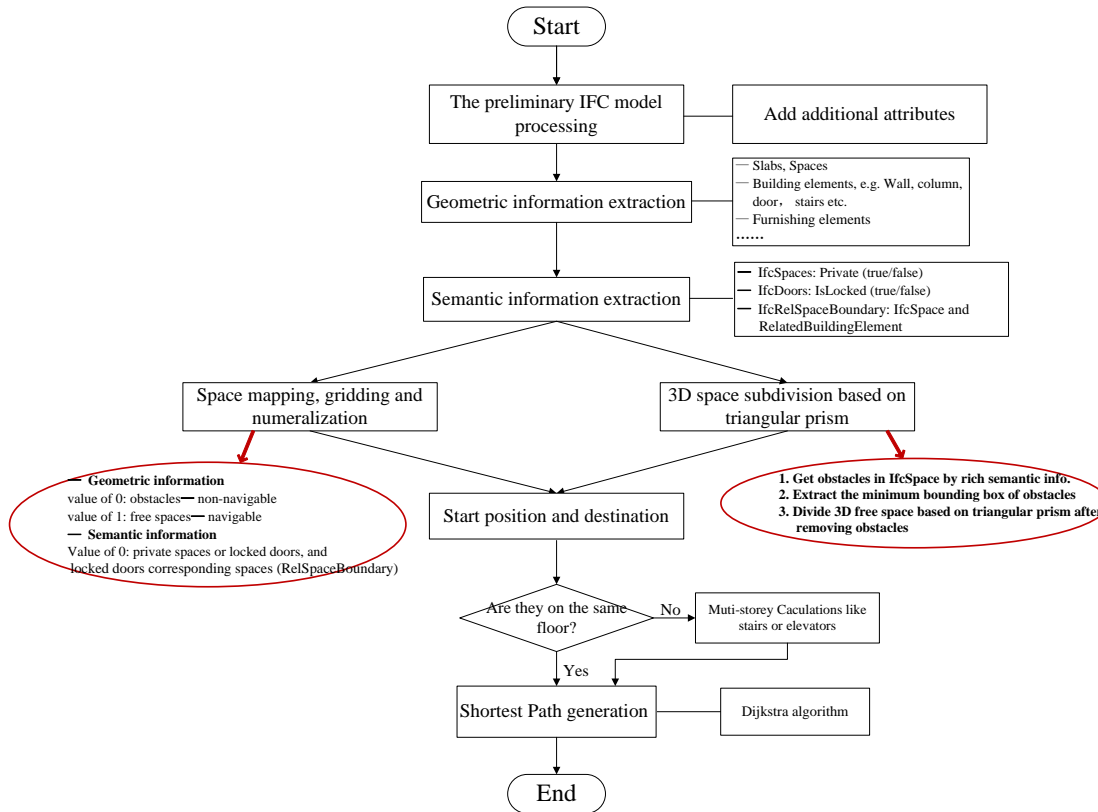 Start
The preliminary IFC model
processing
Add additional attributes
Geometric information extraction
— Slabs, Spaces
— Building elements, e.g. Wall, column,
door， stairs etc.
— Furnishing elements
......
Semantic information extraction
— IfcSpaces: Private (true/false)
— IfcDoors: IsLocked (true/false)
— IfcRelSpaceBoundary: IfcSpace and
RelatedBuildingElement
Space mapping, gridding and
numeralization
3D space subdivision based on
triangular prism
— Geometric information
value of 0: obstacles— non-navigable
value of 1: free spaces— navigable
— Semantic information
Value of 0: private spaces or locked doors, and
locked doors corresponding spaces (RelSpaceBoundary)
1. Get obstacles in IfcSpace by rich semantic info.
2. Extract the minimum bounding box of obstacles
3. Divide 3D free space based on triangular prism after
removing obstacles
Start position and destination
Are they on the same
floor?
No
Muti-storey Caculations like
stairs or elevators
Yes
Shortest Path generation
Dijkstra algorithm
End